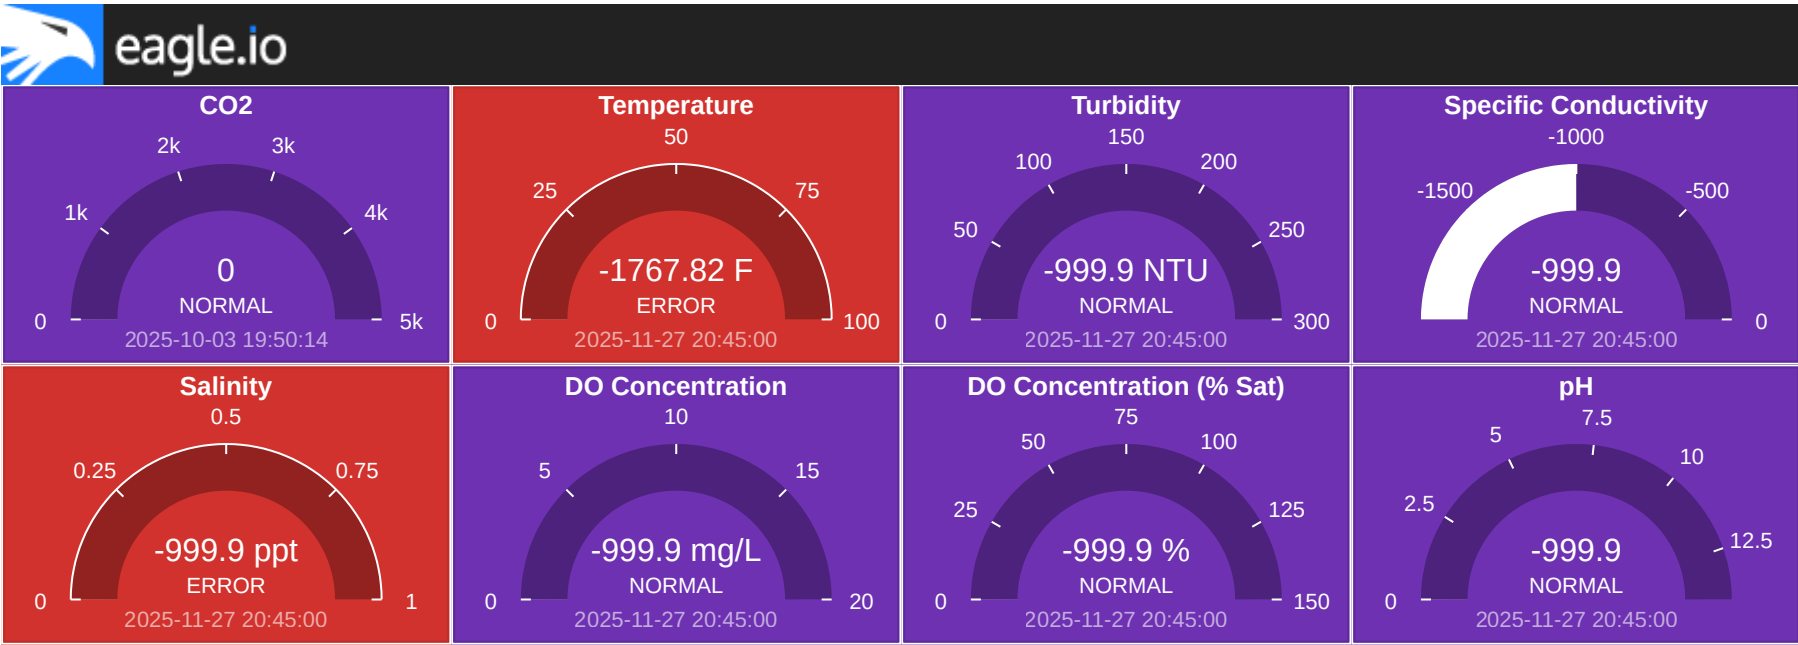 eagle.io
CO2
2k
3k
1k
4k
0
NORMAL
0
5k
2025-10-03 19:50:14
Temperature
50
25
75
-1767.82 F
ERROR
0
100
2025-11-27 20:45:00
Turbidity
150
100
200
50
250
-999.9 NTU
NORMAL
0
300
2025-11-27 20:45:00
Specific Conductivity
-1000
-1500
-500
-999.9
NORMAL
0
2025-11-27 20:45:00
Salinity
0.5
0.25
0.75
-999.9 ppt
ERROR
0
1
2025-11-27 20:45:00
DO Concentration
10
5
15
-999.9 mg/L
NORMAL
0
20
2025-11-27 20:45:00
DO Concentration (% Sat)
75
50
100
25
125
-999.9 %
NORMAL
0
150
2025-11-27 20:45:00
pH
7.5
5
10
2.5
12.5
-999.9
NORMAL
0
2025-11-27 20:45:00